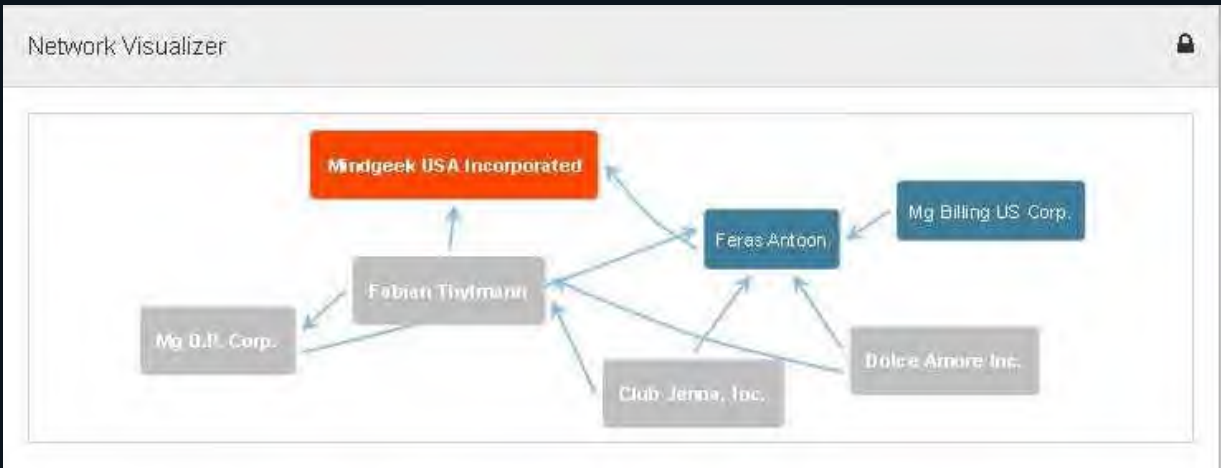 Network Visualizer
Mindgeek USA Incorporated
Mg Billing US Corp.
Feras Antoon
Fabian Thylmann
Mg D.P. Corp.
Dolce Amore Inc.
Club Jenna, Inc.